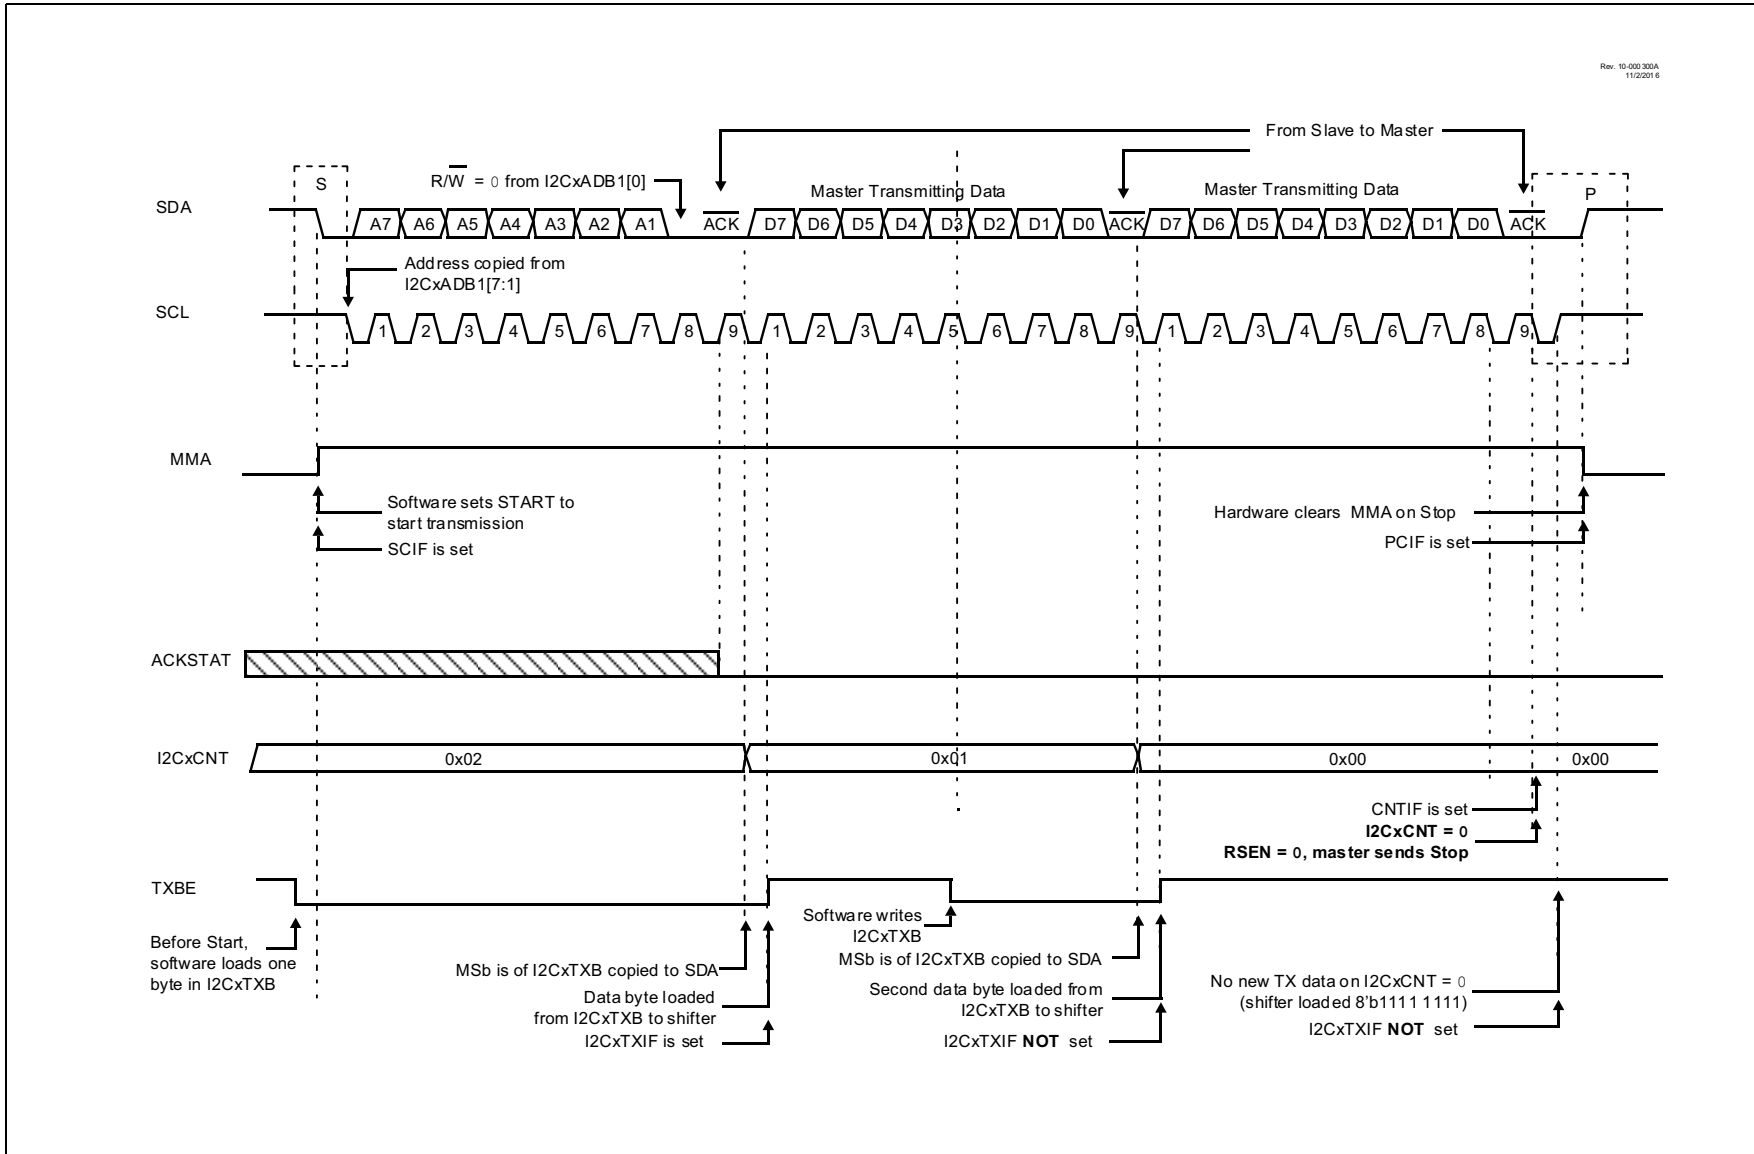 Rev. 10-000 300A
11/2/2016
From Slave to Master
S
R/W = 0 from I2CxADB1[0]
Master Transmitting Data
Master Transmitting Data
P
SDA
A7 A6 A5 A4 A3 A2 A1 ACK D7 D6 D5 D4 D3 D2 D1 D0 ACK D7 D6 D5 D4 D3 D2 D1 D0 ACK
Address copied from
I2CxADB1[7:1]
SCL
1 2 3 4 5 6 7 8 9 1 2 3 4 5 6 7 8 9 1 2 3 4 5 6 7 8 9
MMA
Software sets START to
start transmission
SCIF is set
Hardware clears MMA on Stop
PCIF is set
ACKSTAT
I2CxCNT
0x02 0x01 0x00 0x00
CNTIF is set
I2CxCNT = 0
RSEN = 0, master sends Stop
TXBE
Before Start,
software loads one
byte in I2CxTXB
MSb is of I2CxTXB copied to SDA
Data byte loaded
from I2CxTXB to shifter
I2CxTXIF is set
Software writes
I2CxTXB
MSb is of I2CxTXB copied to SDA
Second data byte loaded from
I2CxTXB to shifter
I2CxTXIF NOT set
No new TX data on I2CxCNT = 0
(shifter loaded 8'b1111 1111)
I2CxTXIF NOT set